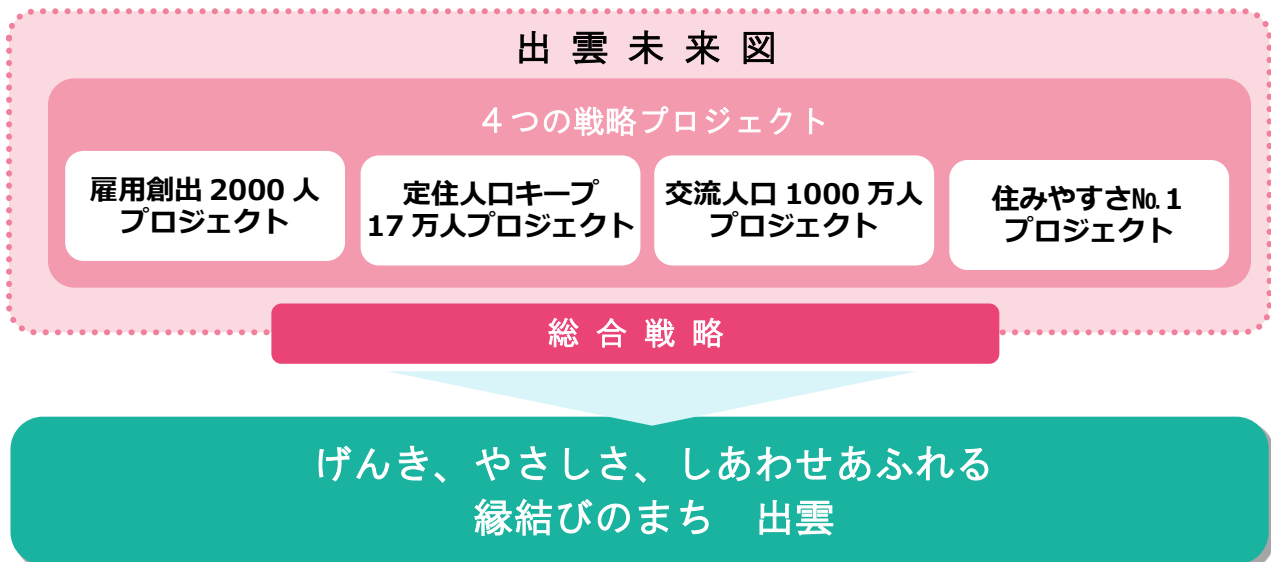 出雲未来図
4つの戦略プロジェクト
雇用創出 2000 人
プロジェクト
定住人口キープ
17 万人プロジェクト
交流人口 1000 万人
プロジェクト
住みやすさ№1
プロジェクト
総合戦略
げんき、やさしさ、しあわせあふれる
縁結びのまち　出雲